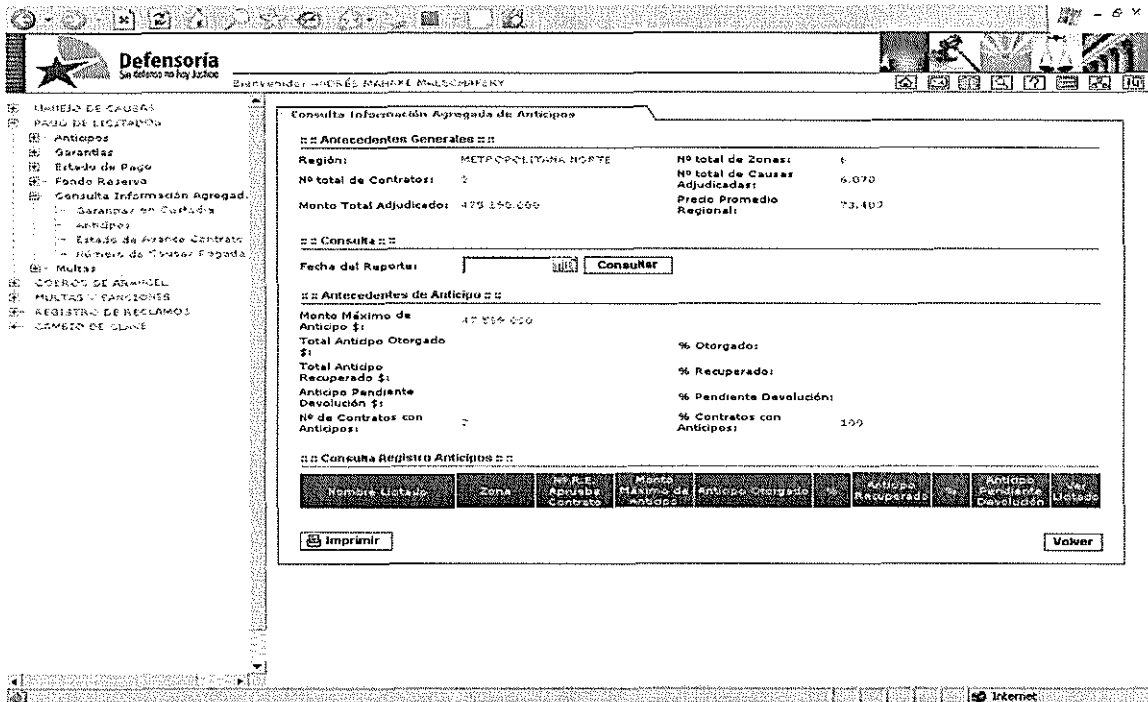 Defensoría
Sin defensa no hay Justicia
MANEJO DE CAUSAS
PAGO DE LICITADOS
Anticipos
Garantías
Estado de Pago
Fondo Reserva
Consulta Información Agregad.
Garantías en Custodia
Anticipos
Estado de Avance Contrato
Número de Causas Pagada
Multas
COBROS DE ARANCEL
MULTAS Y SANCIONES
REGISTRO DE RECLAMOS
CAMBIO DE CLAVE
Consulta Información Agregada de Anticipos
:: :: Antecedentes Generales :: ::
Región: METROPOLITANA NORTE Nº total de Zonas: 6
Nº total de Contratos: 2 Nº total de Causas Adjudicadas:
Monto Total Adjudicado: Precio Promedio Regional:
:: :: Consulta :: ::
Fecha del Reporte: Consultar
:: :: Antecedentes de Anticipo :: ::
Monto Máximo de Anticipo $:
Total Anticipo Otorgado $: % Otorgado:
Total Anticipo Recuperado $: % Recuperado:
Anticipo Pendiente Devolución $: % Pendiente Devolución:
Nº de Contratos con Anticipos: 2 % Contratos con Anticipos: 100
:: :: Consulta Registro Anticipos :: ::
Nombre Licitado Zona Nº R.E. Aprueba Contrato Monto Máximo de Anticipo Anticipo Otorgado % Anticipo Recuperado % Anticipo Pendiente Devolución Ver Licitado
Imprimir Volver
Internet